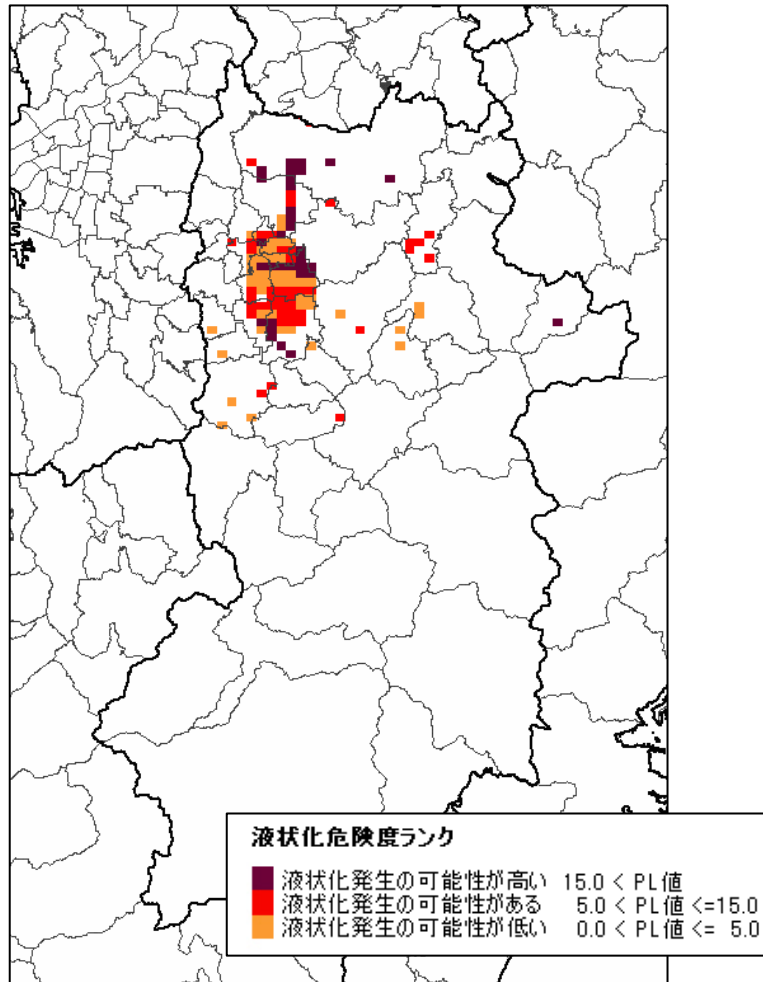 液状化危険度ランク
液状化発生の可能性が高い 15.0 < PL値
液状化発生の可能性がある 5.0 < PL値 <=15.0
液状化発生の可能性が低い 0.0 < PL値 <= 5.0